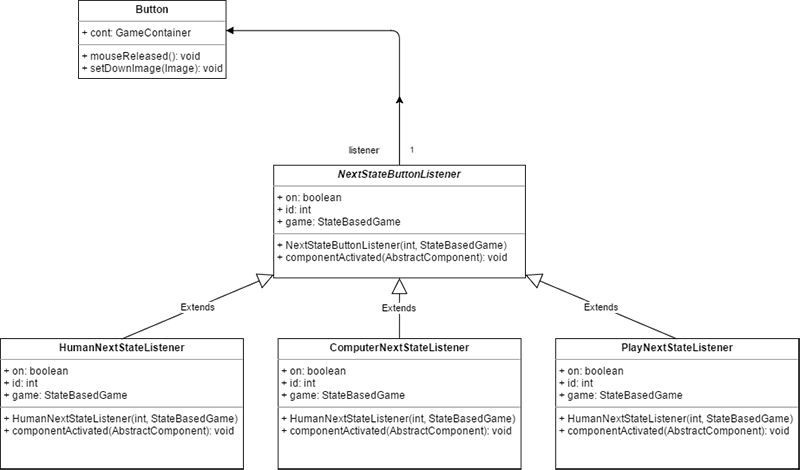 Button
+ cont: GameContainer
+ mouseReleased(): void
+ setDownImage(Image): void
listener 1
NextStateButtonListener
+ on: boolean
+ id: int
+ game: StateBasedGame
+ NextStateButtonListener(int, StateBasedGame)
+ componentActivated(AbstractComponent): void
Extends
Extends
Extends
HumanNextStateListener
+ on: boolean
+ id: int
+ game: StateBasedGame
+ HumanNextStateListener(int, StateBasedGame)
+ componentActivated(AbstractComponent): void
ComputerNextStateListener
+ on: boolean
+ id: int
+ game: StateBasedGame
+ HumanNextStateListener(int, StateBasedGame)
+ componentActivated(AbstractComponent): void
PlayNextStateListener
+ on: boolean
+ id: int
+ game: StateBasedGame
+ HumanNextStateListener(int, StateBasedGame)
+ componentActivated(AbstractComponent): void